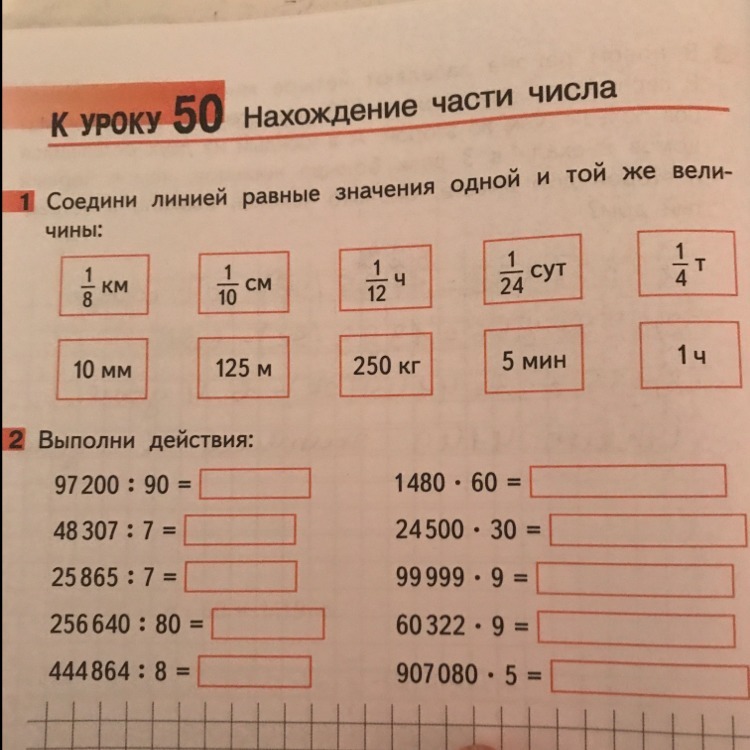 К УРОКУ 50 Нахождение части числа
1 Соедини линией равные значения одной и той же вели-
чины:
1/8 км 1/10 см 1/12 ч 1/24 сут 1/4 т
10 мм 125 м 250 кг 5 мин 1 ч
2 Выполни действия:
97 200 : 90 = 1480 · 60 =
48 307 : 7 = 24 500 · 30 =
25 865 : 7 = 99 999 · 9 =
256 640 : 80 = 60 322 · 9 =
444 864 : 8 = 907 080 · 5 =